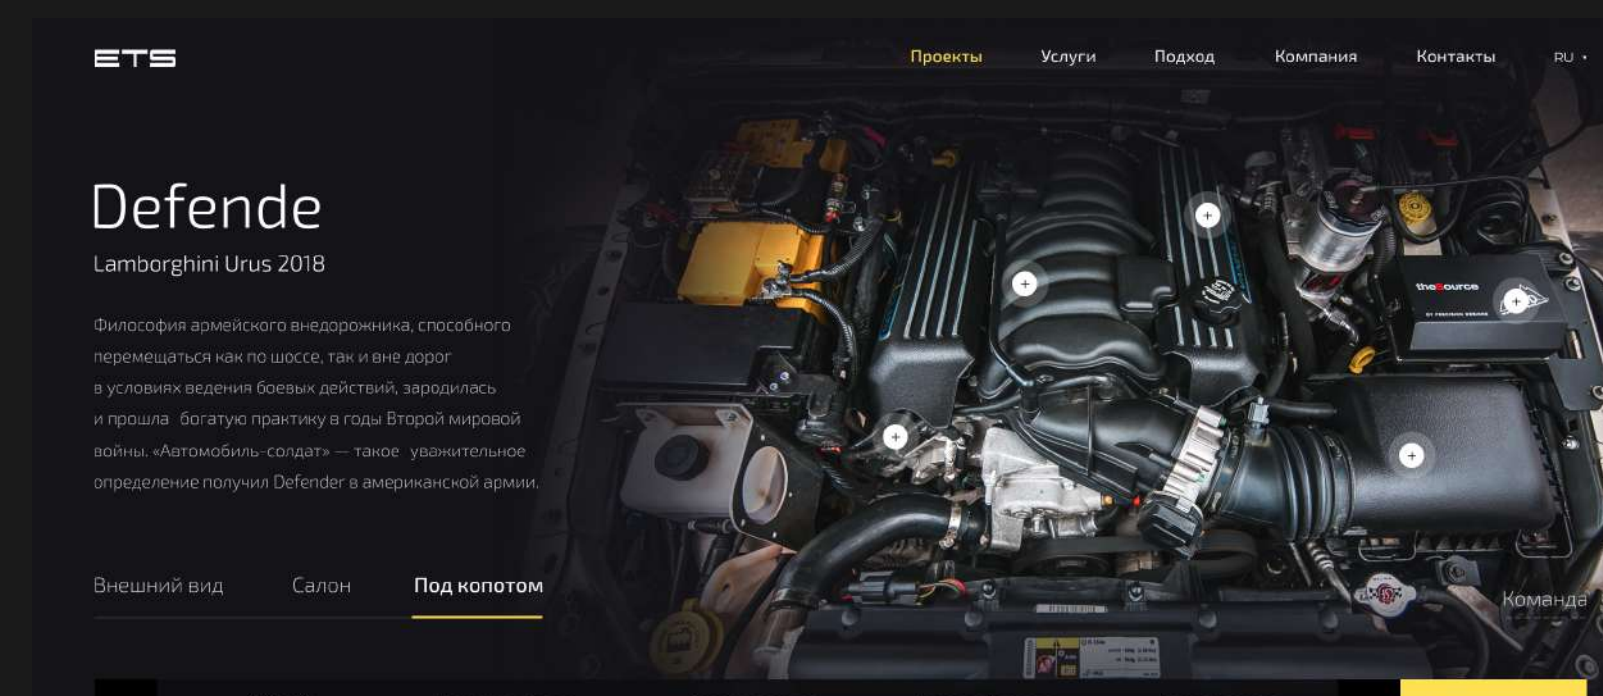 ETS
Проекты Услуги Подход Компания Контакты RU
Defende
Lamborghini Urus 2018
Философия армейского внедорожника, способного
перемещаться как по шоссе, так и вне дорог
в условиях ведения боевых действий, зародилась
и прошла богатую практику в годы Второй мировой
войны. «Автомобиль-солдат» — такое уважительное
определение получил Defender в американской армии.
theSource
Внешний вид Салон Под копотом
Команда